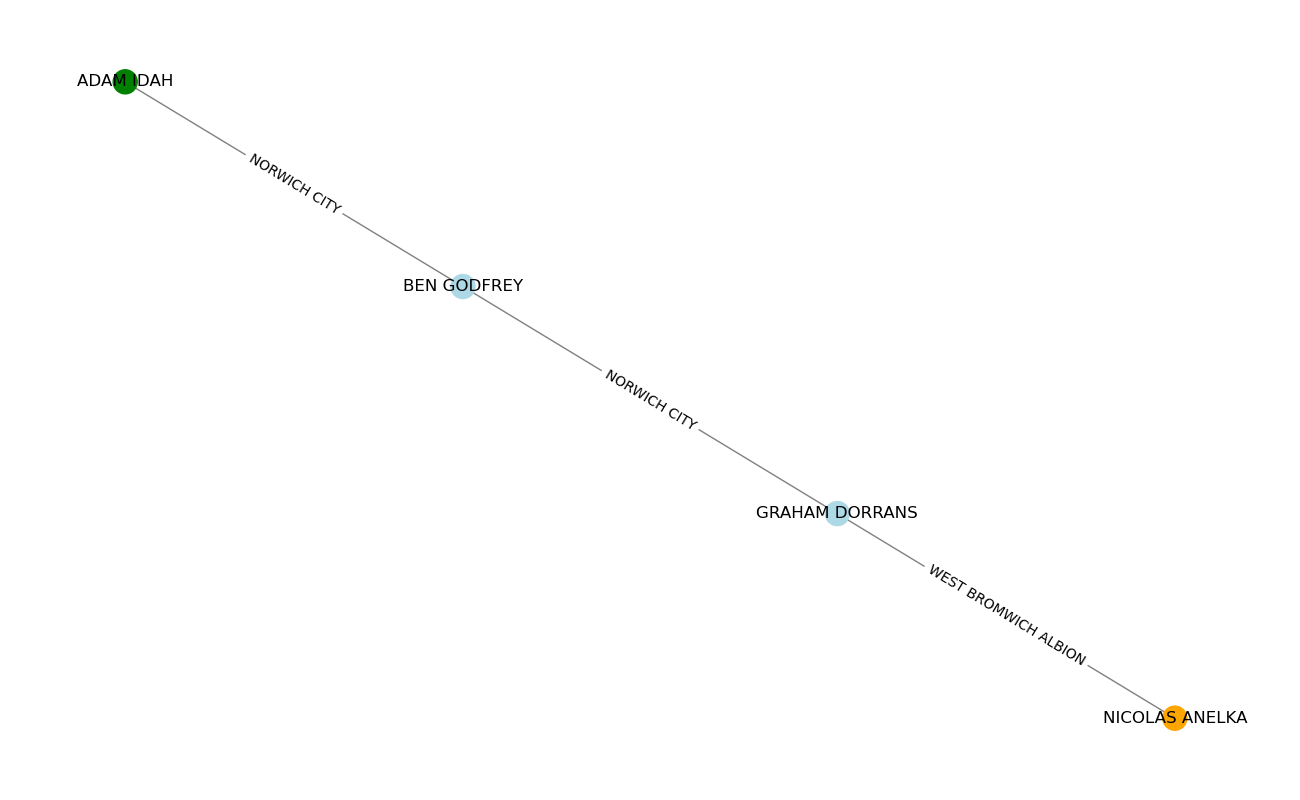 ADAM IDAH
NORWICH CITY
BEN GODFREY
NORWICH CITY
GRAHAM DORRANS
WEST BROMWICH ALBION
NICOLAS ANELKA